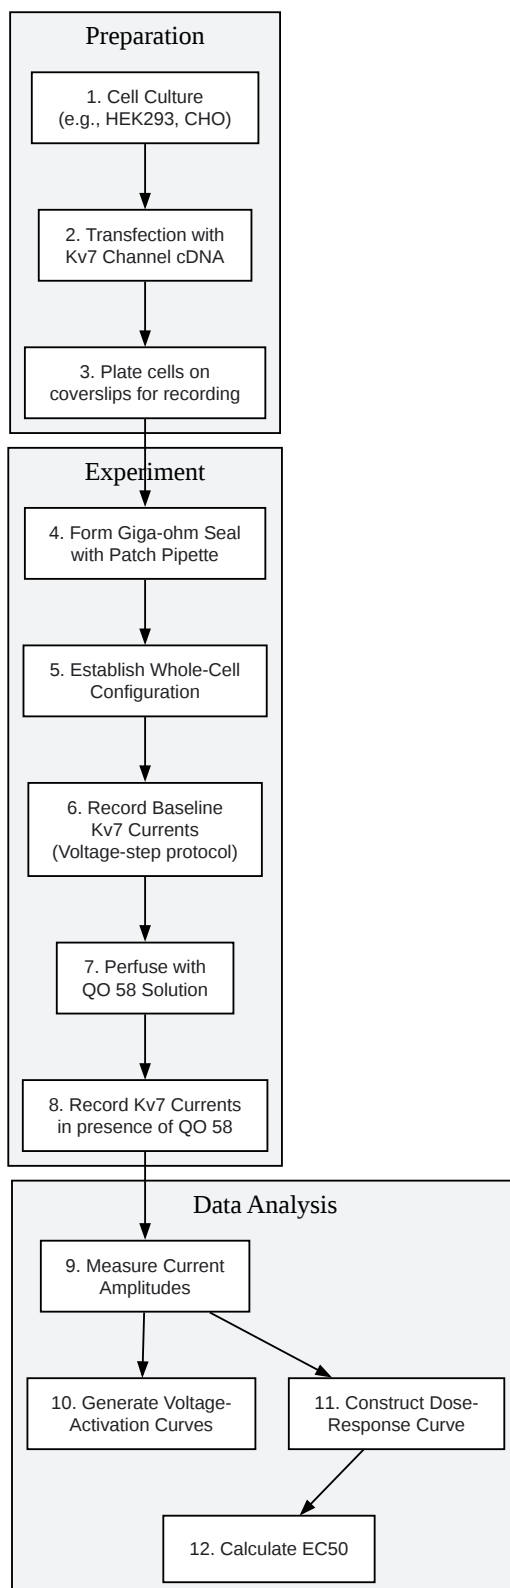 Preparation
1. Cell Culture
(e.g., HEK293, CHO)
2. Transfection with
Kv7 Channel cDNA
3. Plate cells on
coverslips for recording
Experiment
4. Form Giga-ohm Seal
with Patch Pipette
5. Establish Whole-Cell
Configuration
6. Record Baseline
Kv7 Currents
(Voltage-step protocol)
7. Perfuse with
QO 58 Solution
8. Record Kv7 Currents
in presence of QO 58
Data Analysis
9. Measure Current
Amplitudes
10. Generate Voltage-
Activation Curves
11. Construct Dose-
Response Curve
12. Calculate EC50